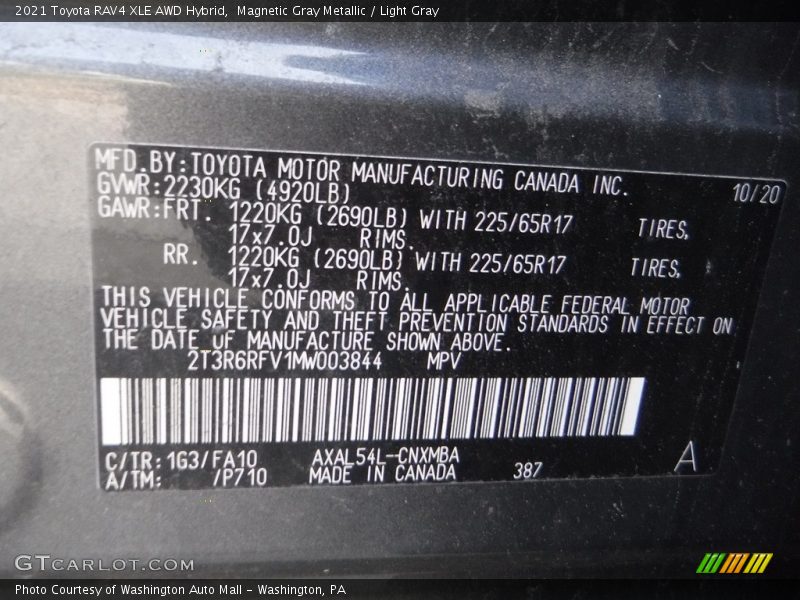 2021 Toyota RAV4 XLE AWD Hybrid,  Magnetic Gray Metallic / Light Gray
MFD.BY:TOYOTA MOTOR MANUFACTURING CANADA INC.  10/20
GVWR:2230KG (4920LB)
GAWR:FRT. 1220KG (2690LB) WITH 225/65R17 TIRES,
17x7.0J RIMS.
RR. 1220KG (2690LB) WITH 225/65R17 TIRES,
17x7.0J RIMS.
THIS VEHICLE CONFORMS TO ALL APPLICABLE FEDERAL MOTOR
VEHICLE SAFETY AND THEFT PREVENTION STANDARDS IN EFFECT ON
THE DATE OF MANUFACTURE SHOWN ABOVE.
2T3R6RFV1MW003844 MPV
C/TR:1G3/FA10 AXAL54L-CNXMBA
A/TM: /P710 MADE IN CANADA 387 A
GTCARLOT.COM
Photo Courtesy of Washington Auto Mall - Washington, PA